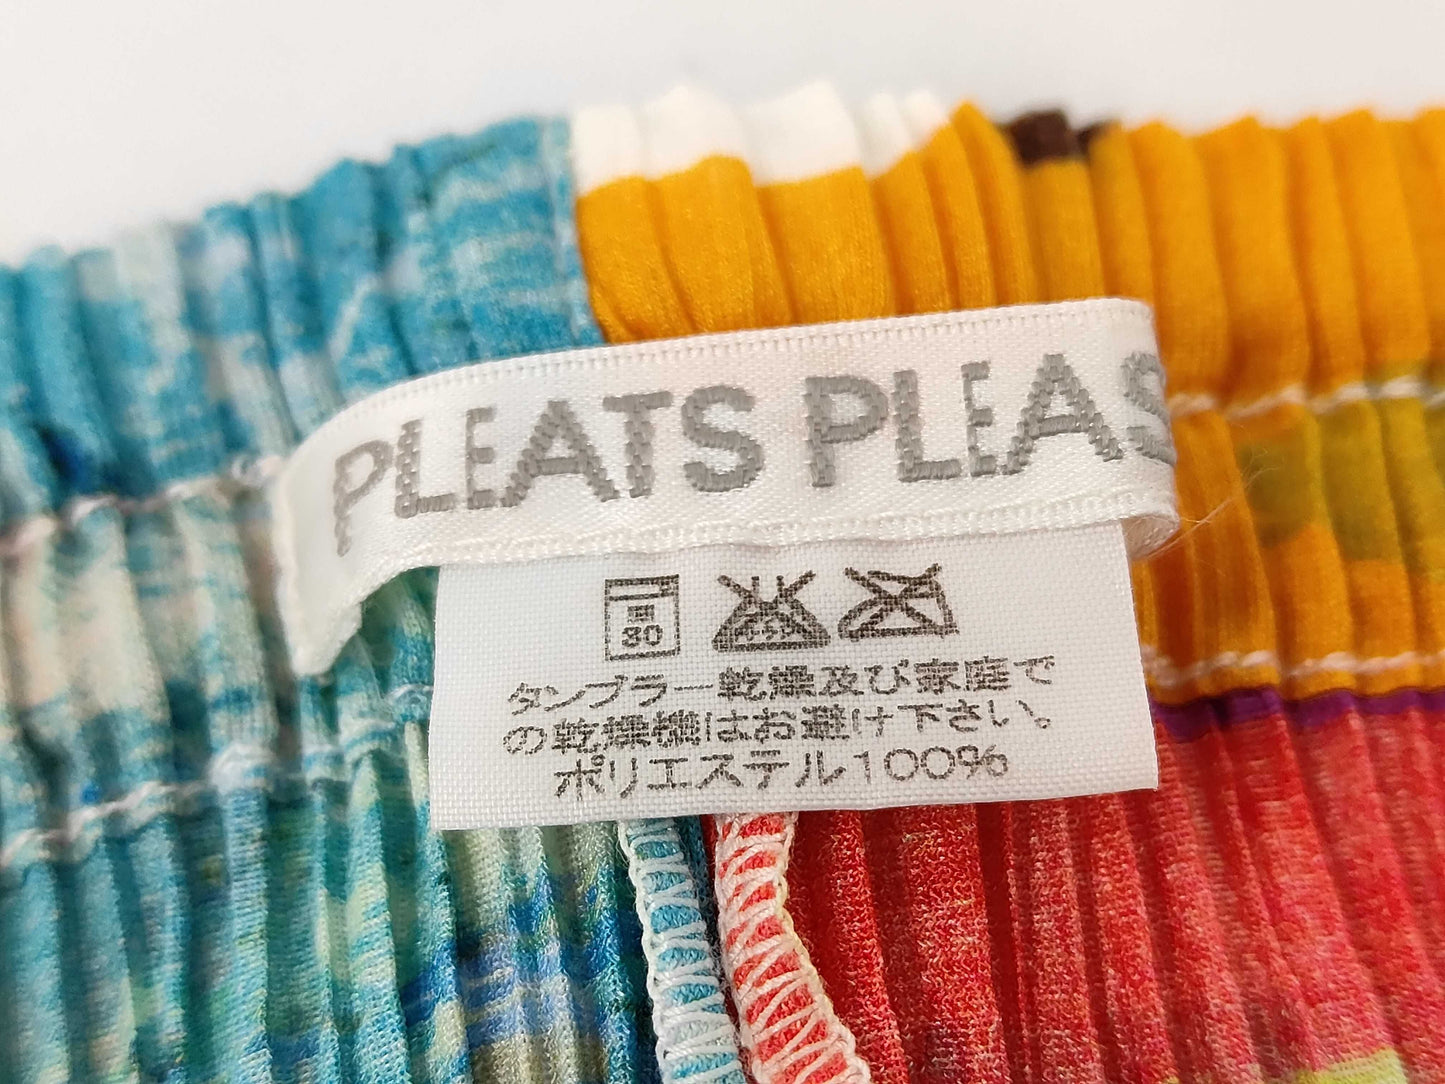 PLEATS PLEAS
30
タンブラー乾燥及び家庭で
の乾燥機はお避け下さい。
ポリエステル100%